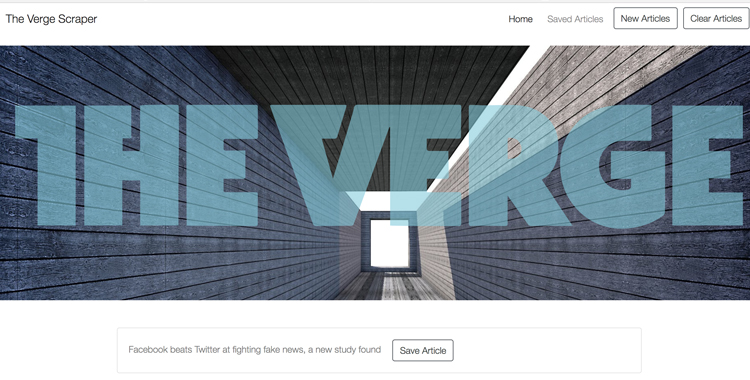 The Verge Scraper
Home Saved Articles New Articles Clear Articles
THE VERGE
Facebook beats Twitter at fighting fake news, a new study found Save Article